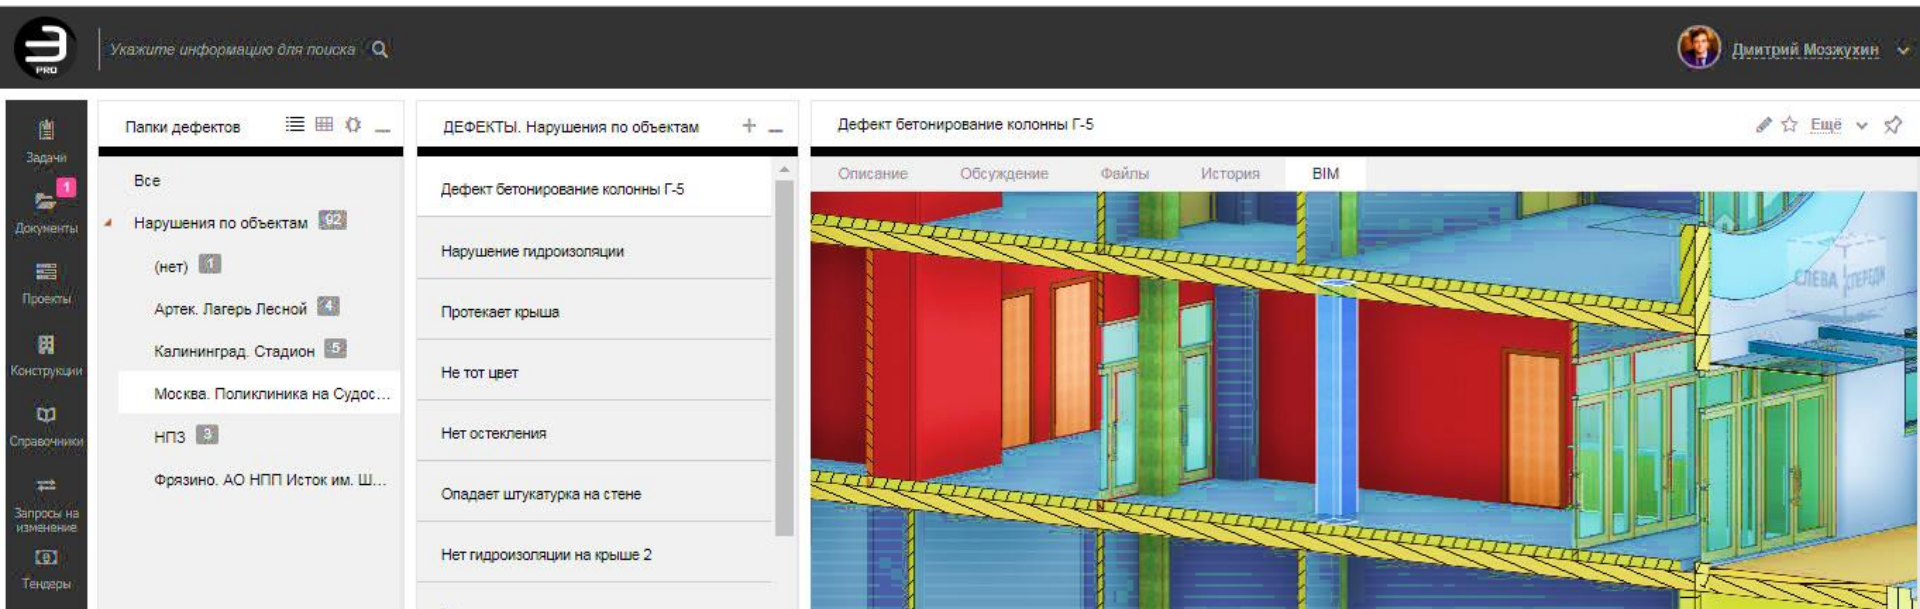 Э
PRO
Укажите информацию для поиска
Дмитрий Мозжухин
Задачи
1
Документы
Проекты
Конструкции
Справочники
Запросы на
изменение
Тендеры
Папки дефектов
Все
Нарушения по объектам 92
(нет) 1
Артек. Лагерь Лесной 4
Калининград. Стадион 5
Москва. Поликлиника на Судос...
НПЗ 3
Фрязино. АО НПП Исток им. Ш...
ДЕФЕКТЫ. Нарушения по объектам
Дефект бетонирование колонны Г-5
Нарушение гидроизоляции
Протекает крыша
Не тот цвет
Нет остекления
Опадает штукатурка на стене
Нет гидроизоляции на крыше 2
Дефект бетонирование колонны Г-5
Ещё
Описание Обсуждение Файлы История BIM
СЛЕВА СПЕРЕДИ